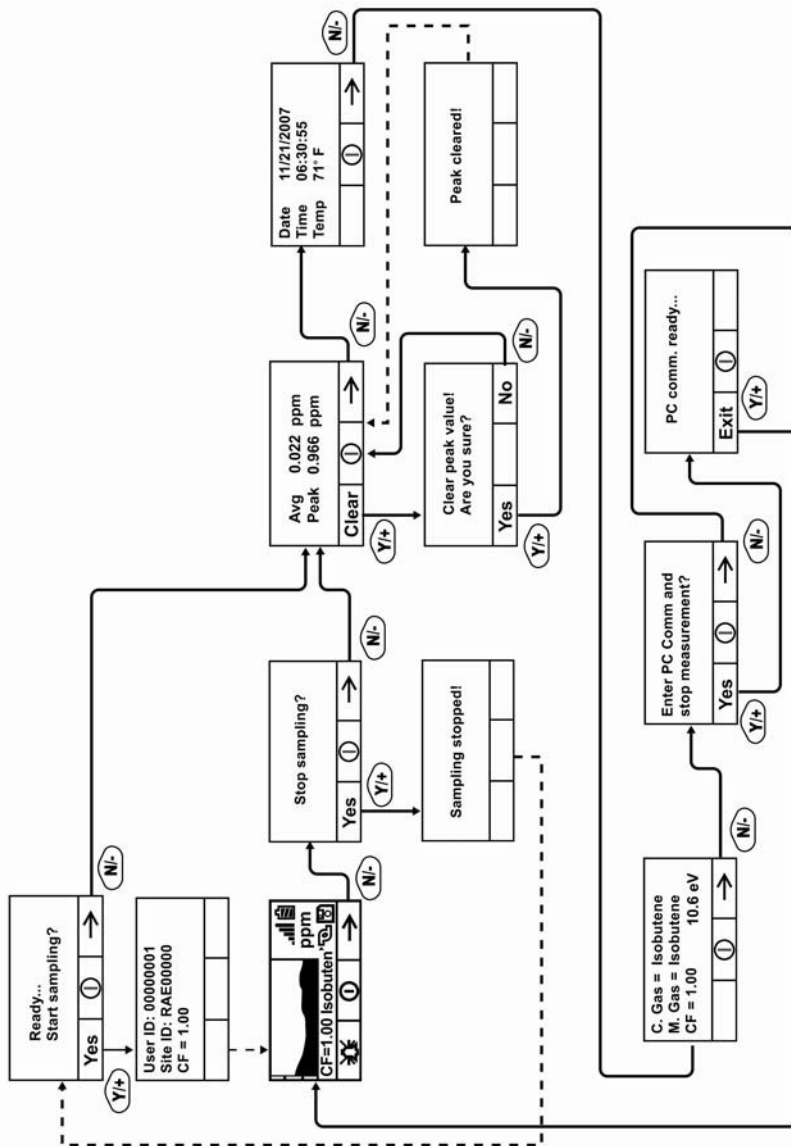 Ready...
Start sampling?
Yes
Y/+
N/-
User ID: 00000001
Site ID: RAE00000
CF = 1.00
ppm
CF=1.00 Isobuten
N/-
Stop sampling?
Yes
Y/+
N/-
Sampling stopped!
Avg 0.022 ppm
Peak 0.966 ppm
Clear
Y/+
N/-
Clear peak value!
Are you sure?
Yes
No
Y/+
N/-
Date 11/21/2007
Time 06:30:55
Temp 71° F
N/-
Peak cleared!
C. Gas = Isobutene
M. Gas = Isobutene
CF = 1.00 10.6 eV
N/-
Enter PC Comm and
stop measurement?
Yes
Y/+
N/-
PC comm. ready...
Exit
Y/+